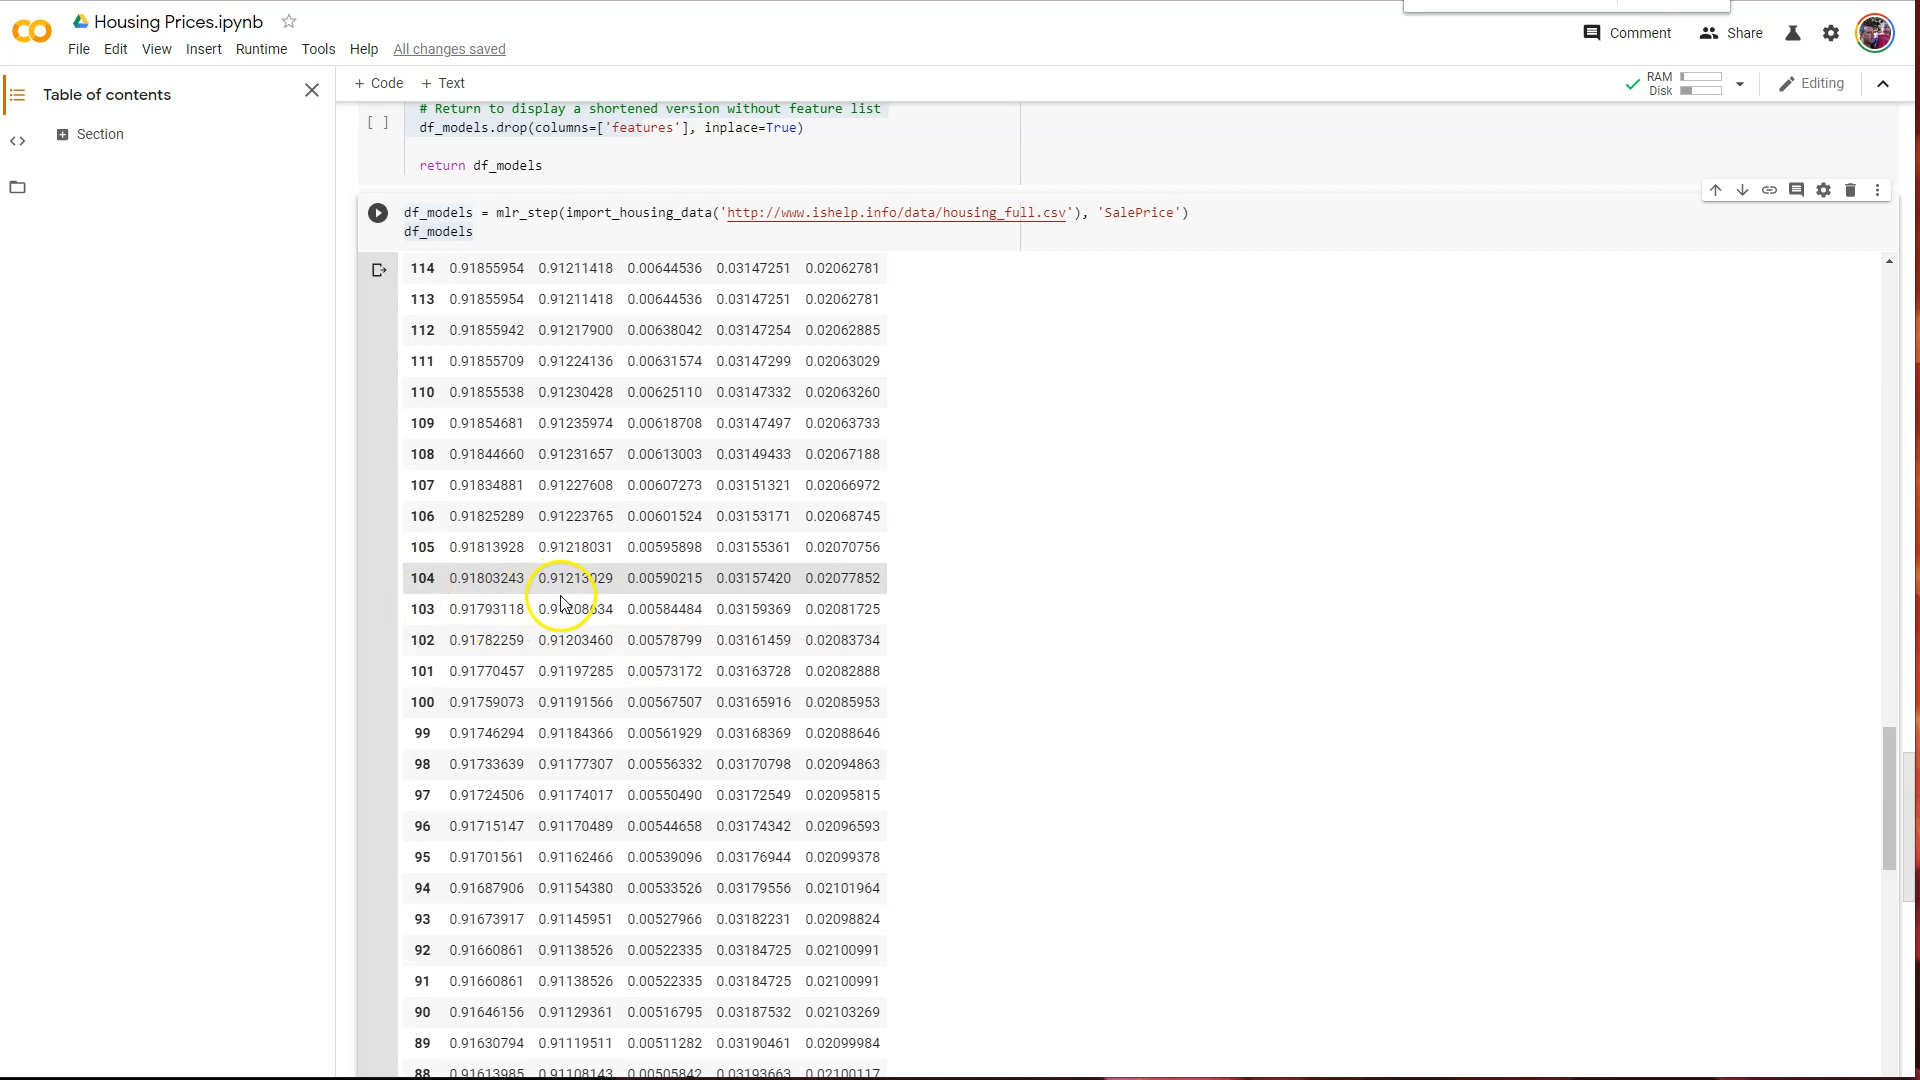 Housing Prices.ipynb
File Edit View Insert Runtime Tools Help All changes saved
Comment Share
Table of contents
Section
+ Code + Text
RAM
Disk
Editing
[ ]
# Return to display a shortened version without feature list
df_models.drop(columns=['features'], inplace=True)
return df_models
df_models = mlr_step(import_housing_data('http://www.ishelp.info/data/housing_full.csv'), 'SalePrice')
df_models
114 0.91855954 0.91211418 0.00644536 0.03147251 0.02062781
113 0.91855954 0.91211418 0.00644536 0.03147251 0.02062781
112 0.91855942 0.91217900 0.00638042 0.03147254 0.02062885
111 0.91855709 0.91224136 0.00631574 0.03147299 0.02063029
110 0.91855538 0.91230428 0.00625110 0.03147332 0.02063260
109 0.91854681 0.91235974 0.00618708 0.03147497 0.02063733
108 0.91844660 0.91231657 0.00613003 0.03149433 0.02067188
107 0.91834881 0.91227608 0.00607273 0.03151321 0.02066972
106 0.91825289 0.91223765 0.00601524 0.03153171 0.02068745
105 0.91813928 0.91218031 0.00595898 0.03155361 0.02070756
104 0.91803243 0.91213029 0.00590215 0.03157420 0.02077852
103 0.91793118 0.91208634 0.00584484 0.03159369 0.02081725
102 0.91782259 0.91203460 0.00578799 0.03161459 0.02083734
101 0.91770457 0.91197285 0.00573172 0.03163728 0.02082888
100 0.91759073 0.91191566 0.00567507 0.03165916 0.02085953
99 0.91746294 0.91184366 0.00561929 0.03168369 0.02088646
98 0.91733639 0.91177307 0.00556332 0.03170798 0.02094863
97 0.91724506 0.91174017 0.00550490 0.03172549 0.02095815
96 0.91715147 0.91170489 0.00544658 0.03174342 0.02096593
95 0.91701561 0.91162466 0.00539096 0.03176944 0.02099378
94 0.91687906 0.91154380 0.00533526 0.03179556 0.02101964
93 0.91673917 0.91145951 0.00527966 0.03182231 0.02098824
92 0.91660861 0.91138526 0.00522335 0.03184725 0.02100991
91 0.91660861 0.91138526 0.00522335 0.03184725 0.02100991
90 0.91646156 0.91129361 0.00516795 0.03187532 0.02103269
89 0.91630794 0.91119511 0.00511282 0.03190461 0.02099984
88 0.91613985 0.91108143 0.00505842 0.03193663 0.02100117